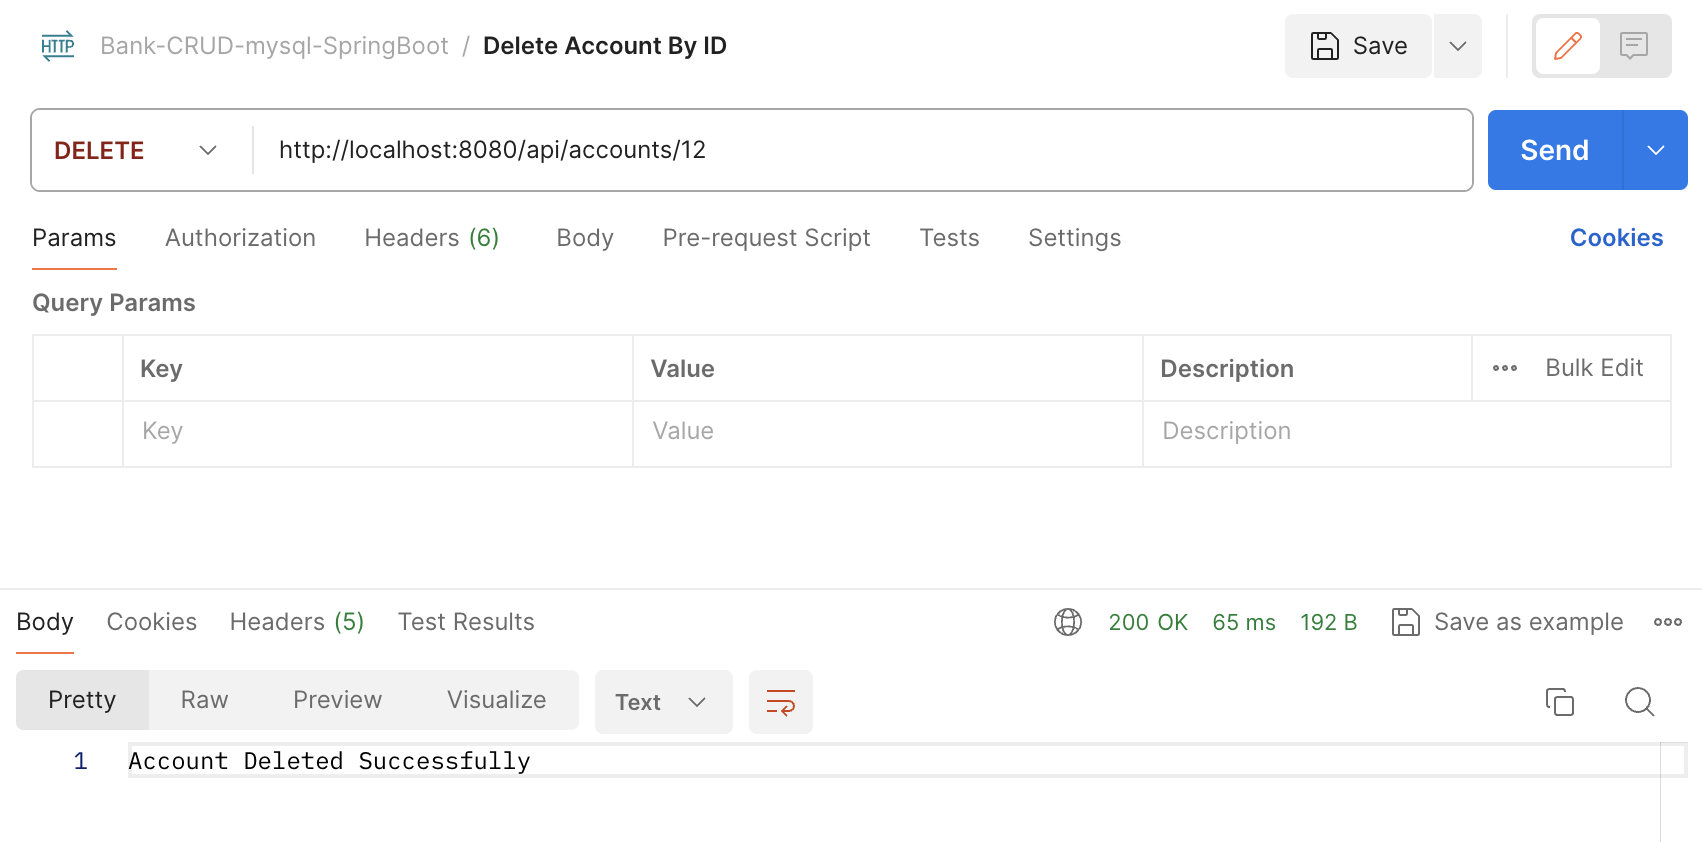 HTTP Bank-CRUD-mysql-SpringBoot / Delete Account By ID Save
DELETE http://localhost:8080/api/accounts/12 Send
Params Authorization Headers (6) Body Pre-request Script Tests Settings Cookies
Query Params
Key Value Description Bulk Edit
Key Value Description
Body Cookies Headers (5) Test Results 200 OK 65 ms 192 B Save as example
Pretty Raw Preview Visualize Text
1 Account Deleted Successfully